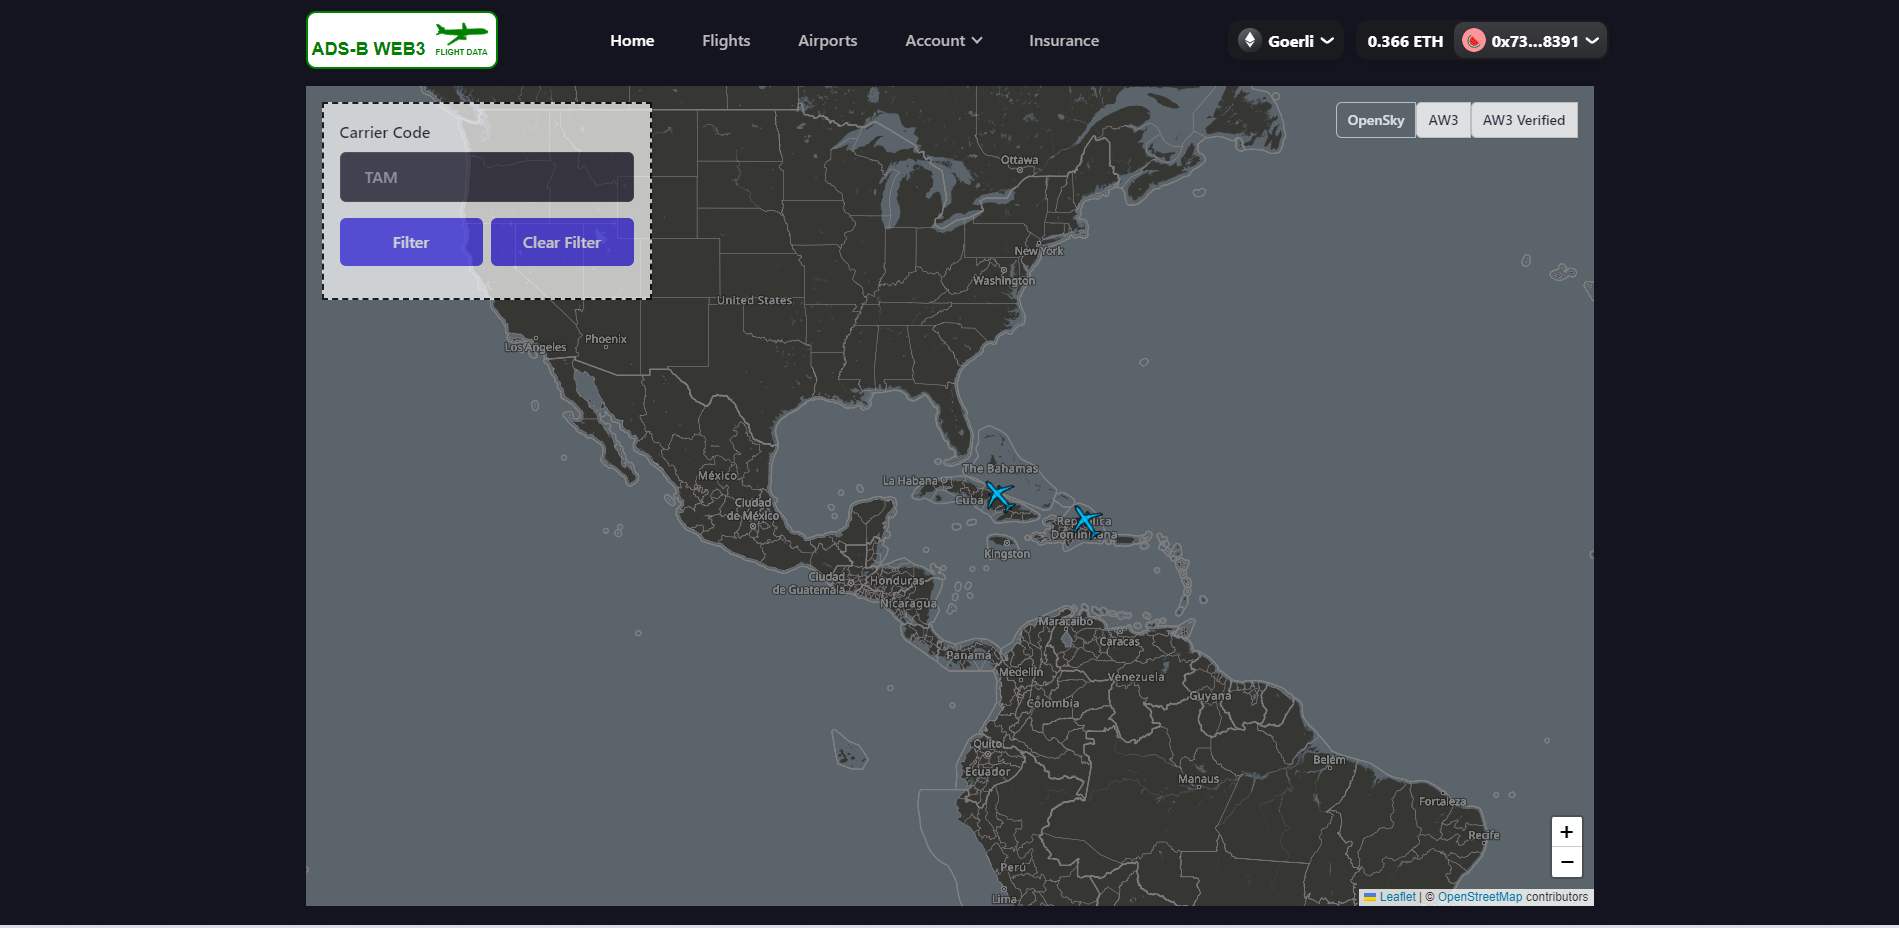 ADS-B WEB3 FLIGHT DATA
Home
Flights
Airports
Account
Insurance
Goerli
0.366 ETH
0x73...8391
Carrier Code
TAM
Filter
Clear Filter
OpenSky
AW3
AW3 Verified
Ottawa
New York
Washington
United States
Phoenix
Los Angeles
The Bahamas
México
La Habana
Cuba
Ciudad
de México
República
Dominicana
Kingston
Ciudad
de Guatemala
Honduras
Nicaragua
Maracaibo
Caracas
Panamá
Medellín
Venezuela
Guyana
Colombia
Quito
Ecuador
Belém
Manaus
Fortaleza
Recife
Perú
Lima
+
−
Leaflet | © OpenStreetMap contributors